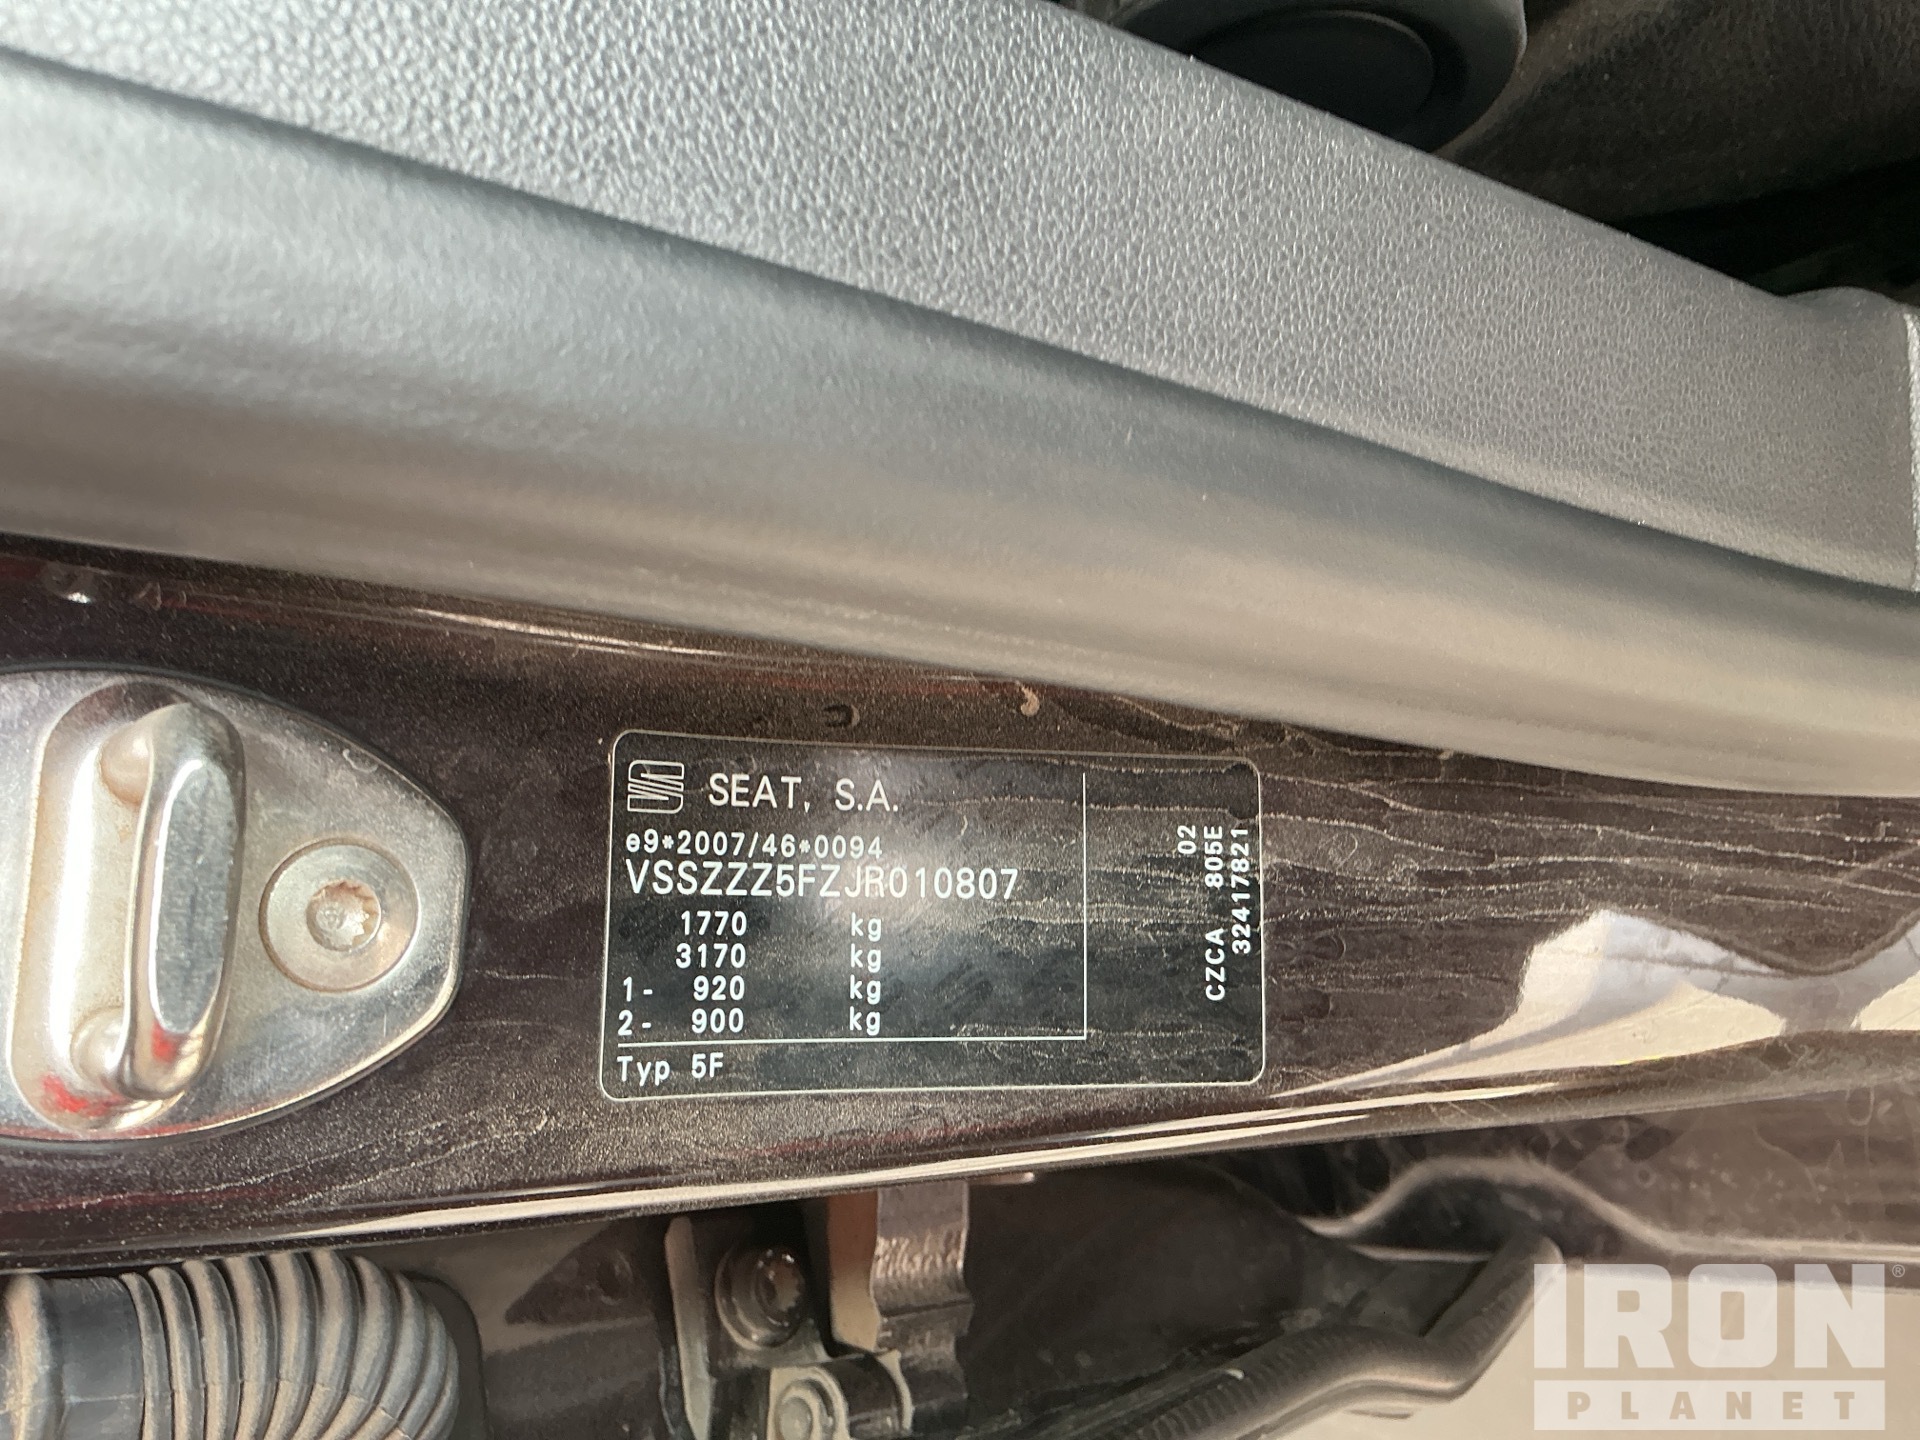 SEAT, S.A.
e9*2007/46*0094
VSSZZZ5FZJR010807
1770 kg
3170 kg
1- 920 kg
2- 900 kg
Typ 5F
02
CZCA 805E
32417821
IRON®
PLANET